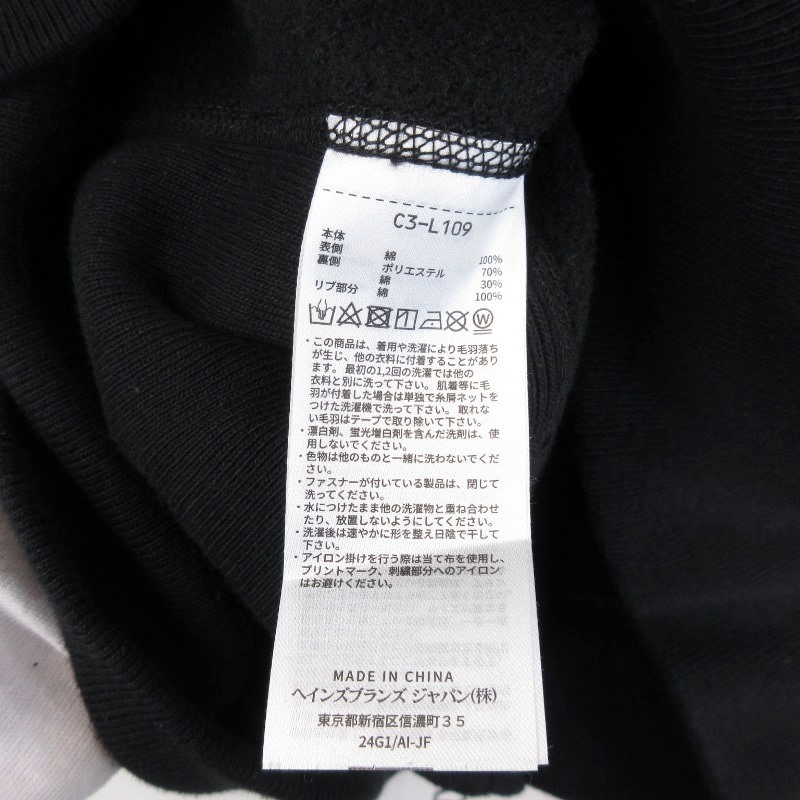 C3-L109
本体
表側 綿 100%
裏側 ポリエステル 70%
綿 30%
リブ部分 綿 100%
・この商品は、着用や洗濯により毛羽落ち
が生じ、他の衣料に付着することがあり
ます。最初の1,2回の洗濯では他の
衣料と別に洗って下さい。肌着等に毛
羽が付着した場合は単独で糸屑ネットを
つけた洗濯機で洗って下さい。取れな
い毛羽はテープで取り除いて下さい。
・漂白剤、蛍光増白剤を含んだ洗剤は、使
用しないでください。
・色物は他のものと一緒に洗わないでくだ
さい。
・ファスナーが付いている製品は、閉じて
洗ってください。
・水につけたまま他の洗濯物と重ね合わせ
たり、放置しないようにしてください。
・洗濯後は速やかに形を整え日陰で干して
下さい。
・アイロン掛けを行う際は当て布を使用し、
プリントマーク、刺繍部分へのアイロン
はお避けください。
MADE IN CHINA
ヘインズブランズ ジャパン(株)
東京都新宿区信濃町35
24G1/AI-JF